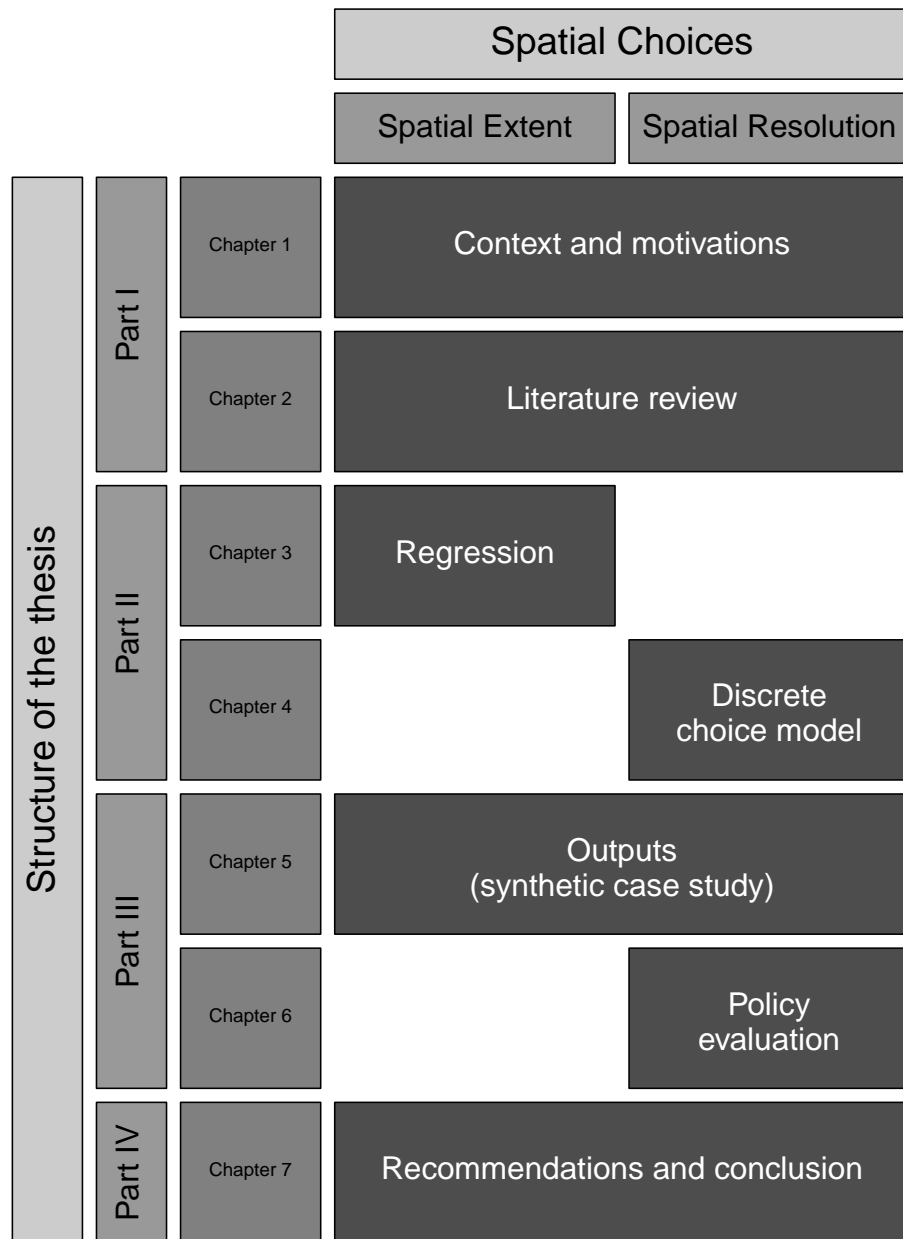 Spatial Choices
Spatial Extent
Spatial Resolution
Structure of the thesis
Part I
Chapter 1
Context and motivations
Chapter 2
Literature review
Part II
Chapter 3
Regression
Chapter 4
Discrete
choice model
Part III
Chapter 5
Outputs
(synthetic case study)
Chapter 6
Policy
evaluation
Part IV
Chapter 7
Recommendations and conclusion